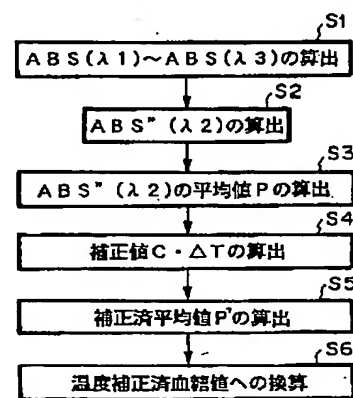 S1
ABS(λ1)～ABS(λ3)の算出
S2
ABS"(λ2)の算出
S3
ABS"(λ2)の平均値Pの算出
S4
補正値C・△Tの算出
S5
補正済平均値P'の算出
S6
温度補正済血糖値への換算